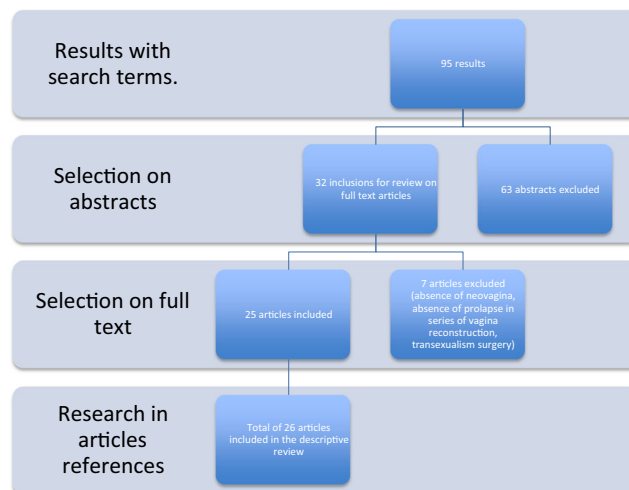 Results with
search terms.
95 results
Selection on
abstracts
32 inclusions for review on
full text articles
63 abstracts excluded
Selection on full
text
25 articles included
7 articles excluded
(absence of neovagina,
absence of prolapse in
series of vagina
reconstruction,
transexualism surgery)
Research in
articles
references
Total of 26 articles
included in the descriptive
review